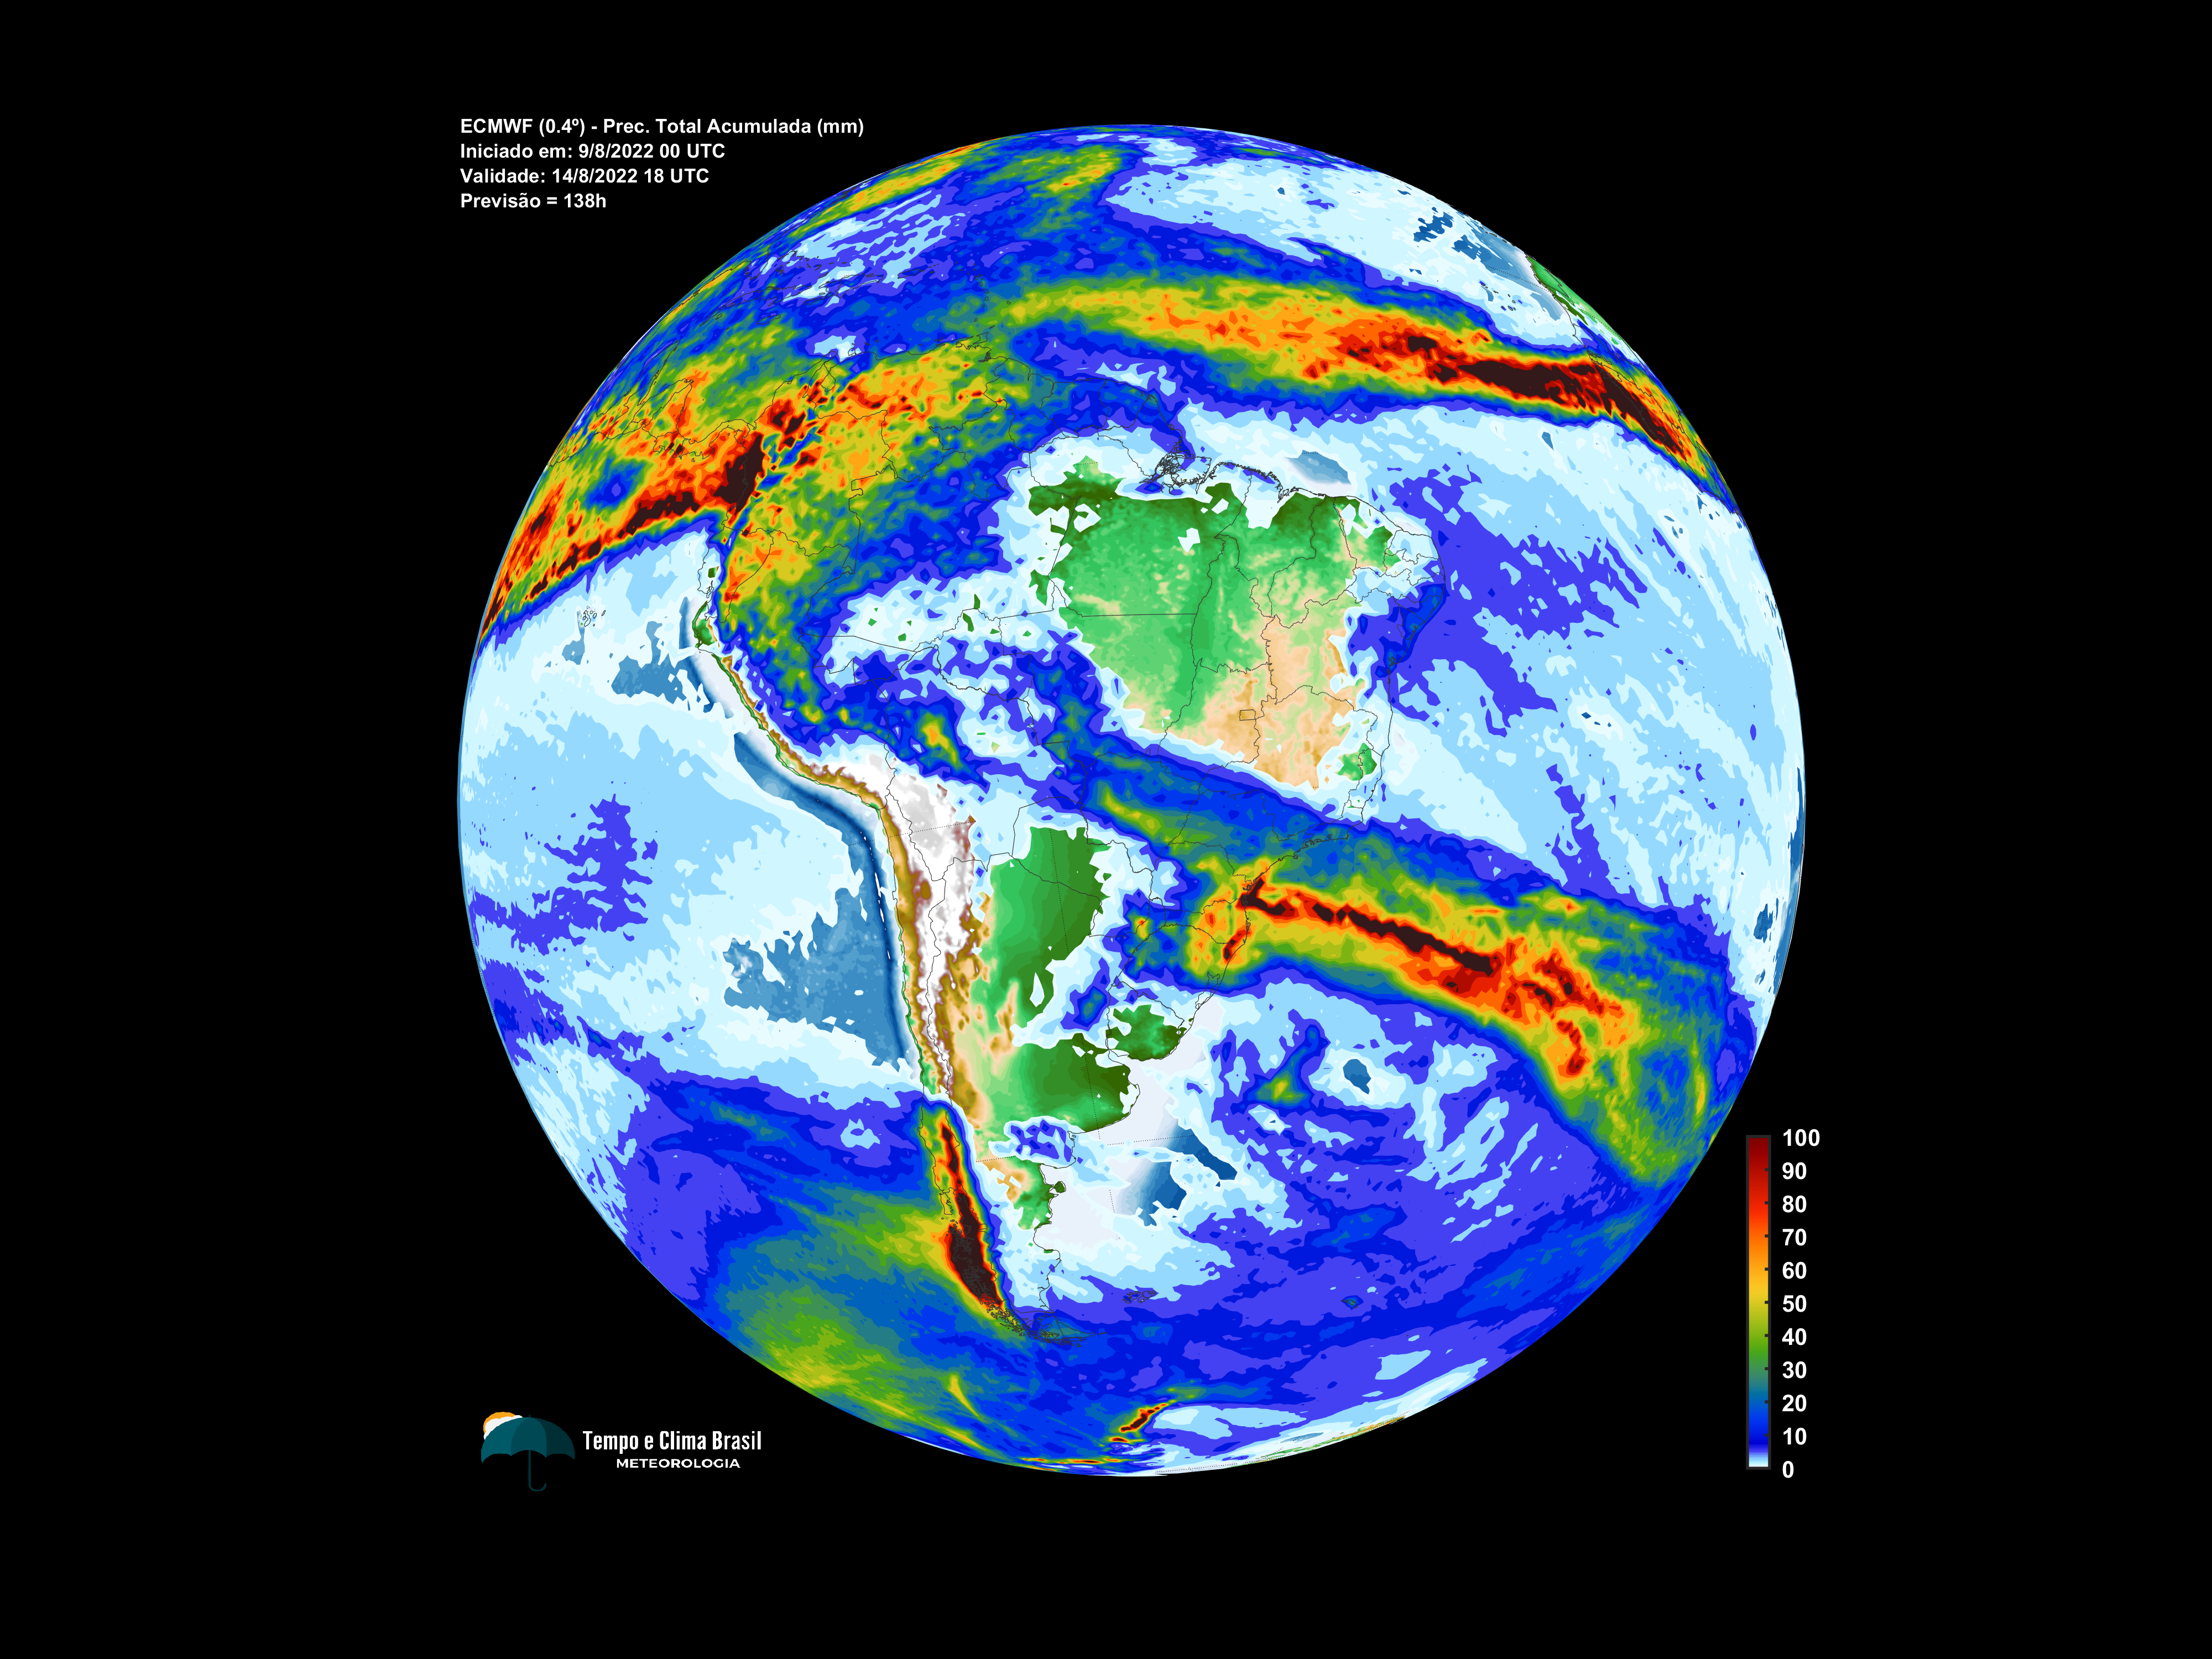 ECMWF (0.4º) - Prec. Total Acumulada (mm)
Iniciado em: 9/8/2022 00 UTC
Validade: 14/8/2022 18 UTC
Previsão = 138h
100
90
80
70
60
50
40
30
20
10
0
Tempo e Clima Brasil
METEOROLOGIA